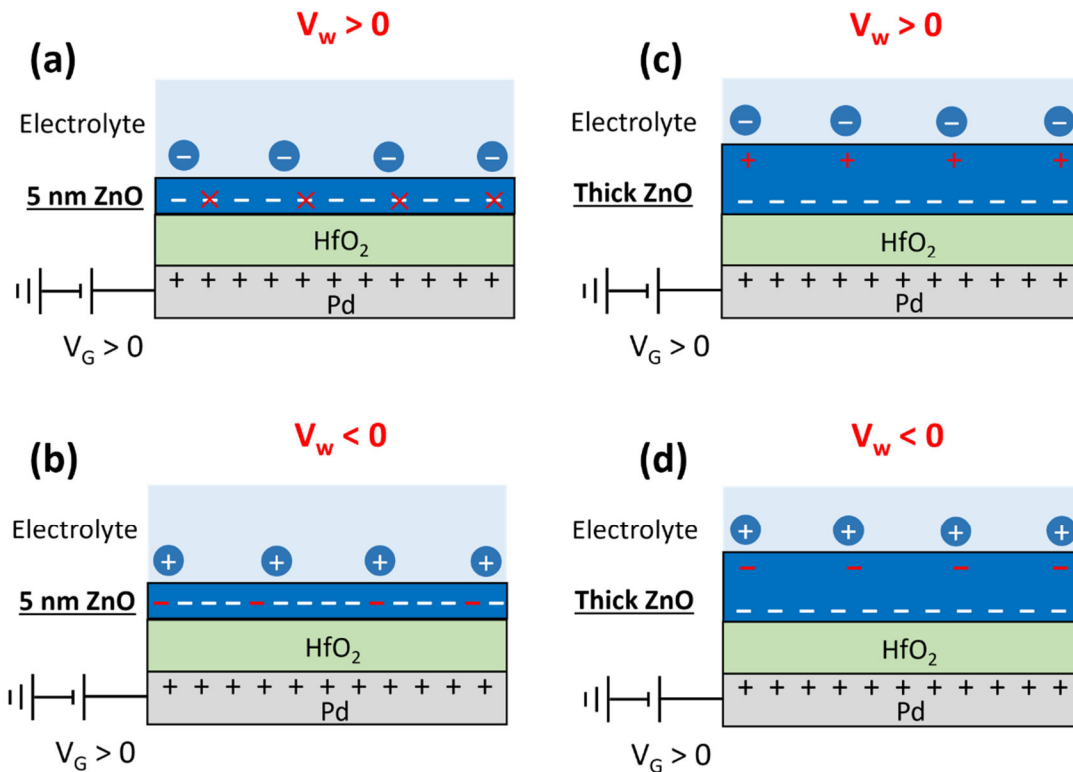 V_w > 0
(a)
Electrolyte
− − − −
5 nm ZnO
− × − − × − − × − − ×
HfO₂
+ + + + + + + + + + +
Pd
V_G > 0
V_w < 0
(b)
Electrolyte
+ + + +
5 nm ZnO
HfO₂
+ + + + + + + + + + +
Pd
V_G > 0
V_w > 0
(c)
Electrolyte
− − − −
+ + + +
Thick ZnO
HfO₂
+ + + + + + + + + + +
Pd
V_G > 0
V_w < 0
(d)
Electrolyte
+ + + +
− − − −
Thick ZnO
HfO₂
+ + + + + + + + + + +
Pd
V_G > 0